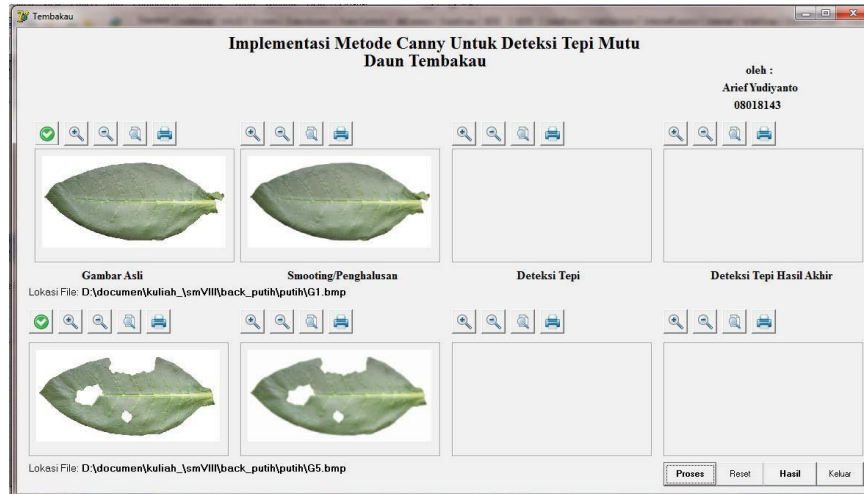 Tembakau
Implementasi Metode Canny Untuk Deteksi Tepi Mutu
Daun Tembakau
oleh :
Arief Yudiyanto
08018143
Gambar Asli
Smooting/Penghalusan
Deteksi Tepi
Deteksi Tepi Hasil Akhir
Lokasi File: D:\documen\kuliah_\smVIII\back_putih\putih\G1.bmp
Lokasi File: D:\documen\kuliah_\smVIII\back_putih\putih\G5.bmp
Proses
Reset
Hasil
Keluar